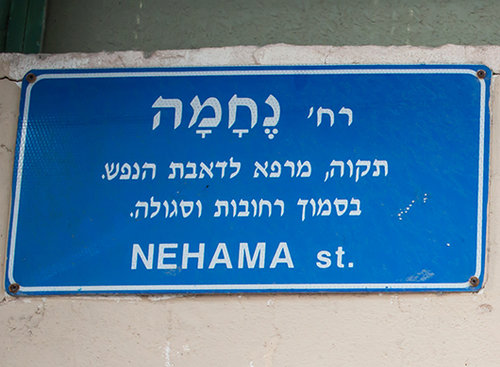 רח' נֶחָמָה
תקוה, מרפא לדאבת הנפש.
בסמוך רחובות וסגולה.
NEHAMA st.